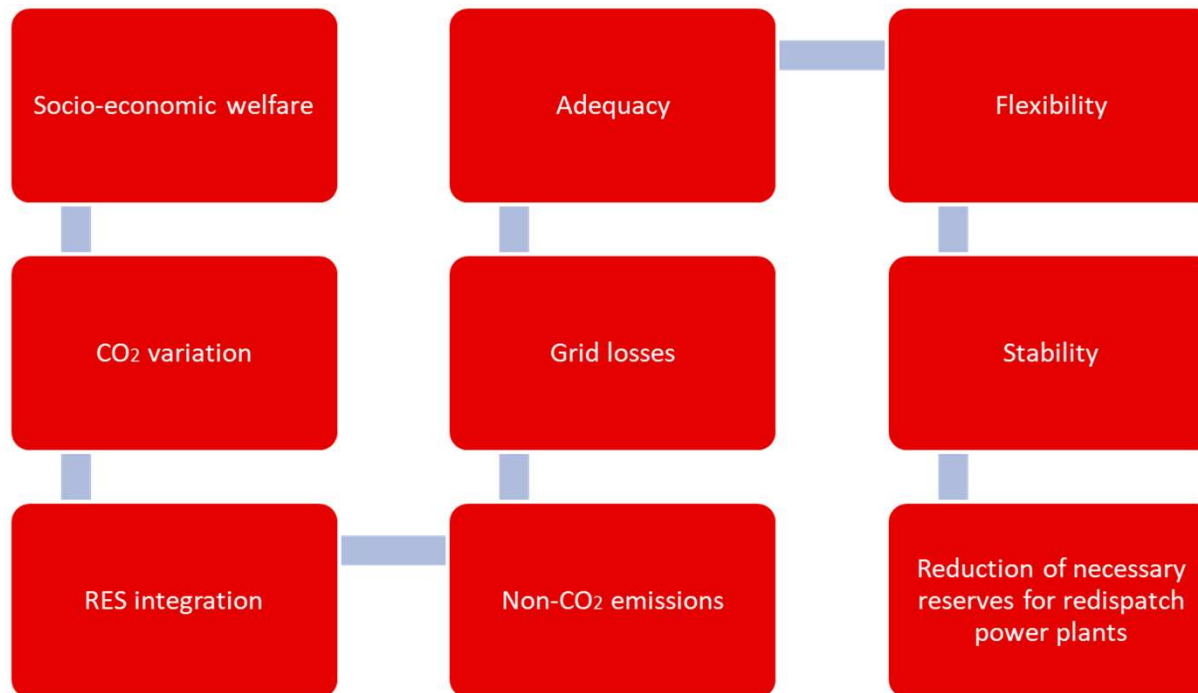 Socio-economic welfare
CO₂ variation
RES integration
Non-CO₂ emissions
Grid losses
Adequacy
Flexibility
Stability
Reduction of necessary
reserves for redispatch
power plants